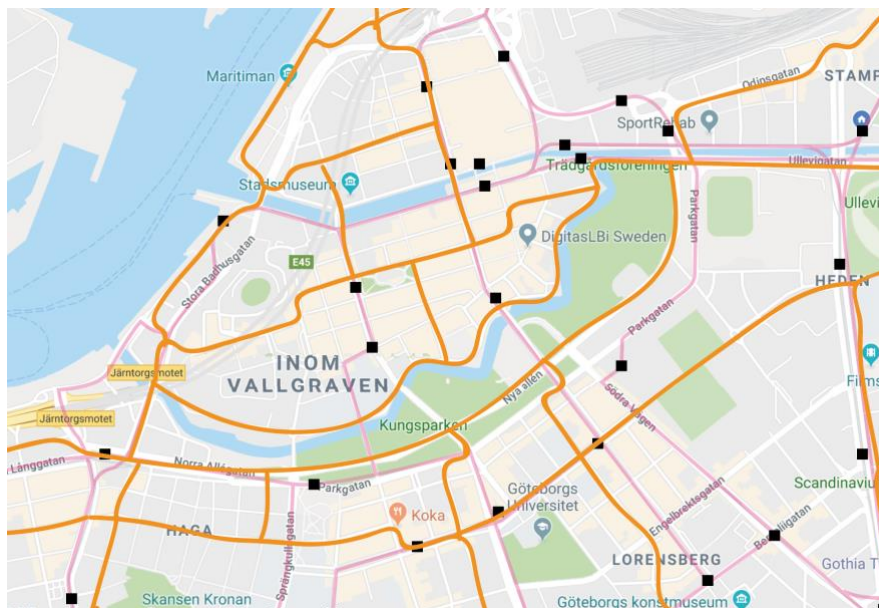 Maritiman
Odinsgatan
STAMP
SportRehab
Trädgårdsföreningen
Ullevigatan
Stadsmuseum
Parkgatan
Ullevi
DigitasLBi Sweden
E45
Stora Badhusgatan
HEDEN
Parkgatan
INOM
VALLGRAVEN
Järntorgsmotet
Films
Nya allén
Södra Vägen
Järntorgsmotet
Kungsparken
Långgatan
Norra Allégatan
Parkgatan
Scandinaviu
Göteborgs
Universitet
Koka
Engelbrektsgatan
HAGA
Sprängkullsgatan
LORENSBERG
Gothia T
Skansen Kronan
Göteborgs konstmuseum